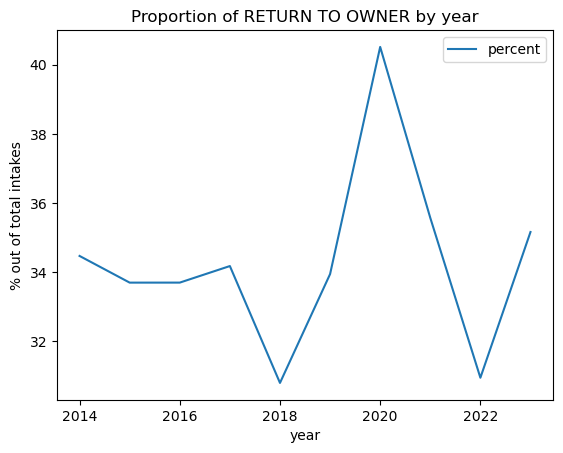 Proportion of RETURN TO OWNER by year
percent
% out of total intakes
40
38
36
34
32
2014
2016
2018
2020
2022
year